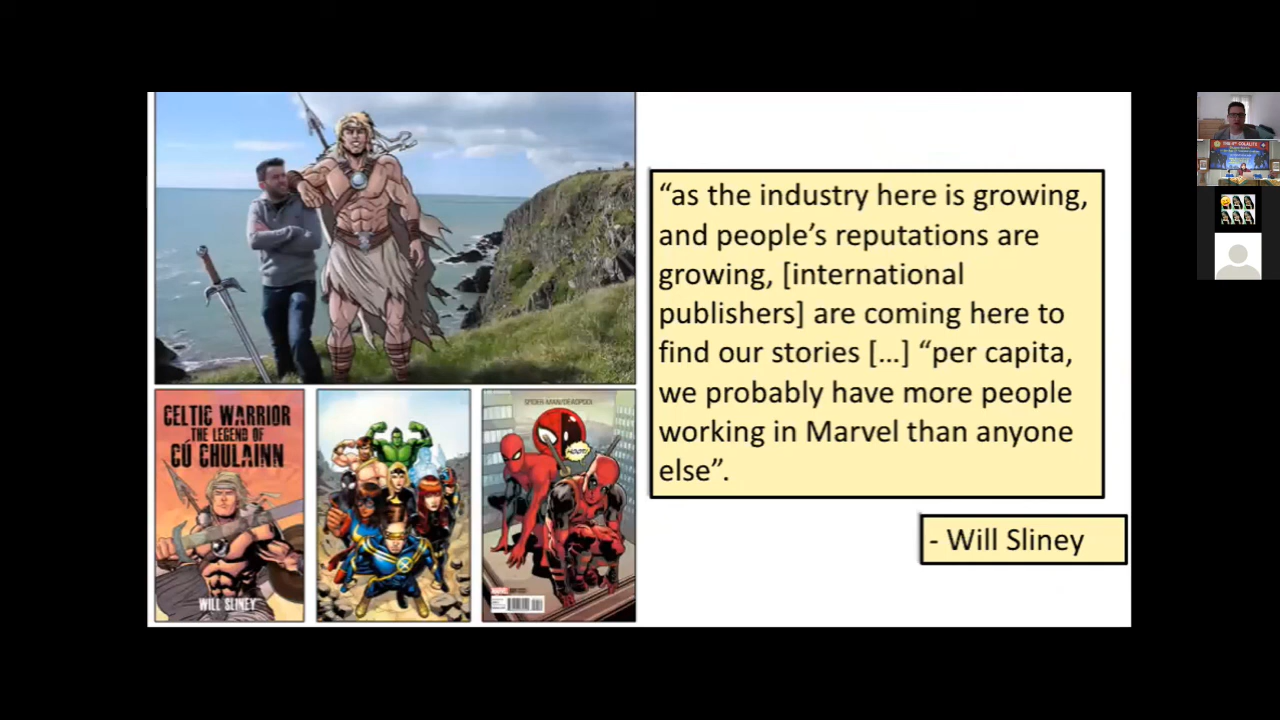 “as the industry here is growing,
and people’s reputations are
growing, [international
publishers] are coming here to
find our stories […] “per capita,
we probably have more people
working in Marvel than anyone
else”.
- Will Sliney
CELTIC WARRIOR
THE LEGEND OF
CÚ CHULAINN
WILL SLINEY
SPIDER-MAN/DEADPOOL
HOOT!
MARVEL